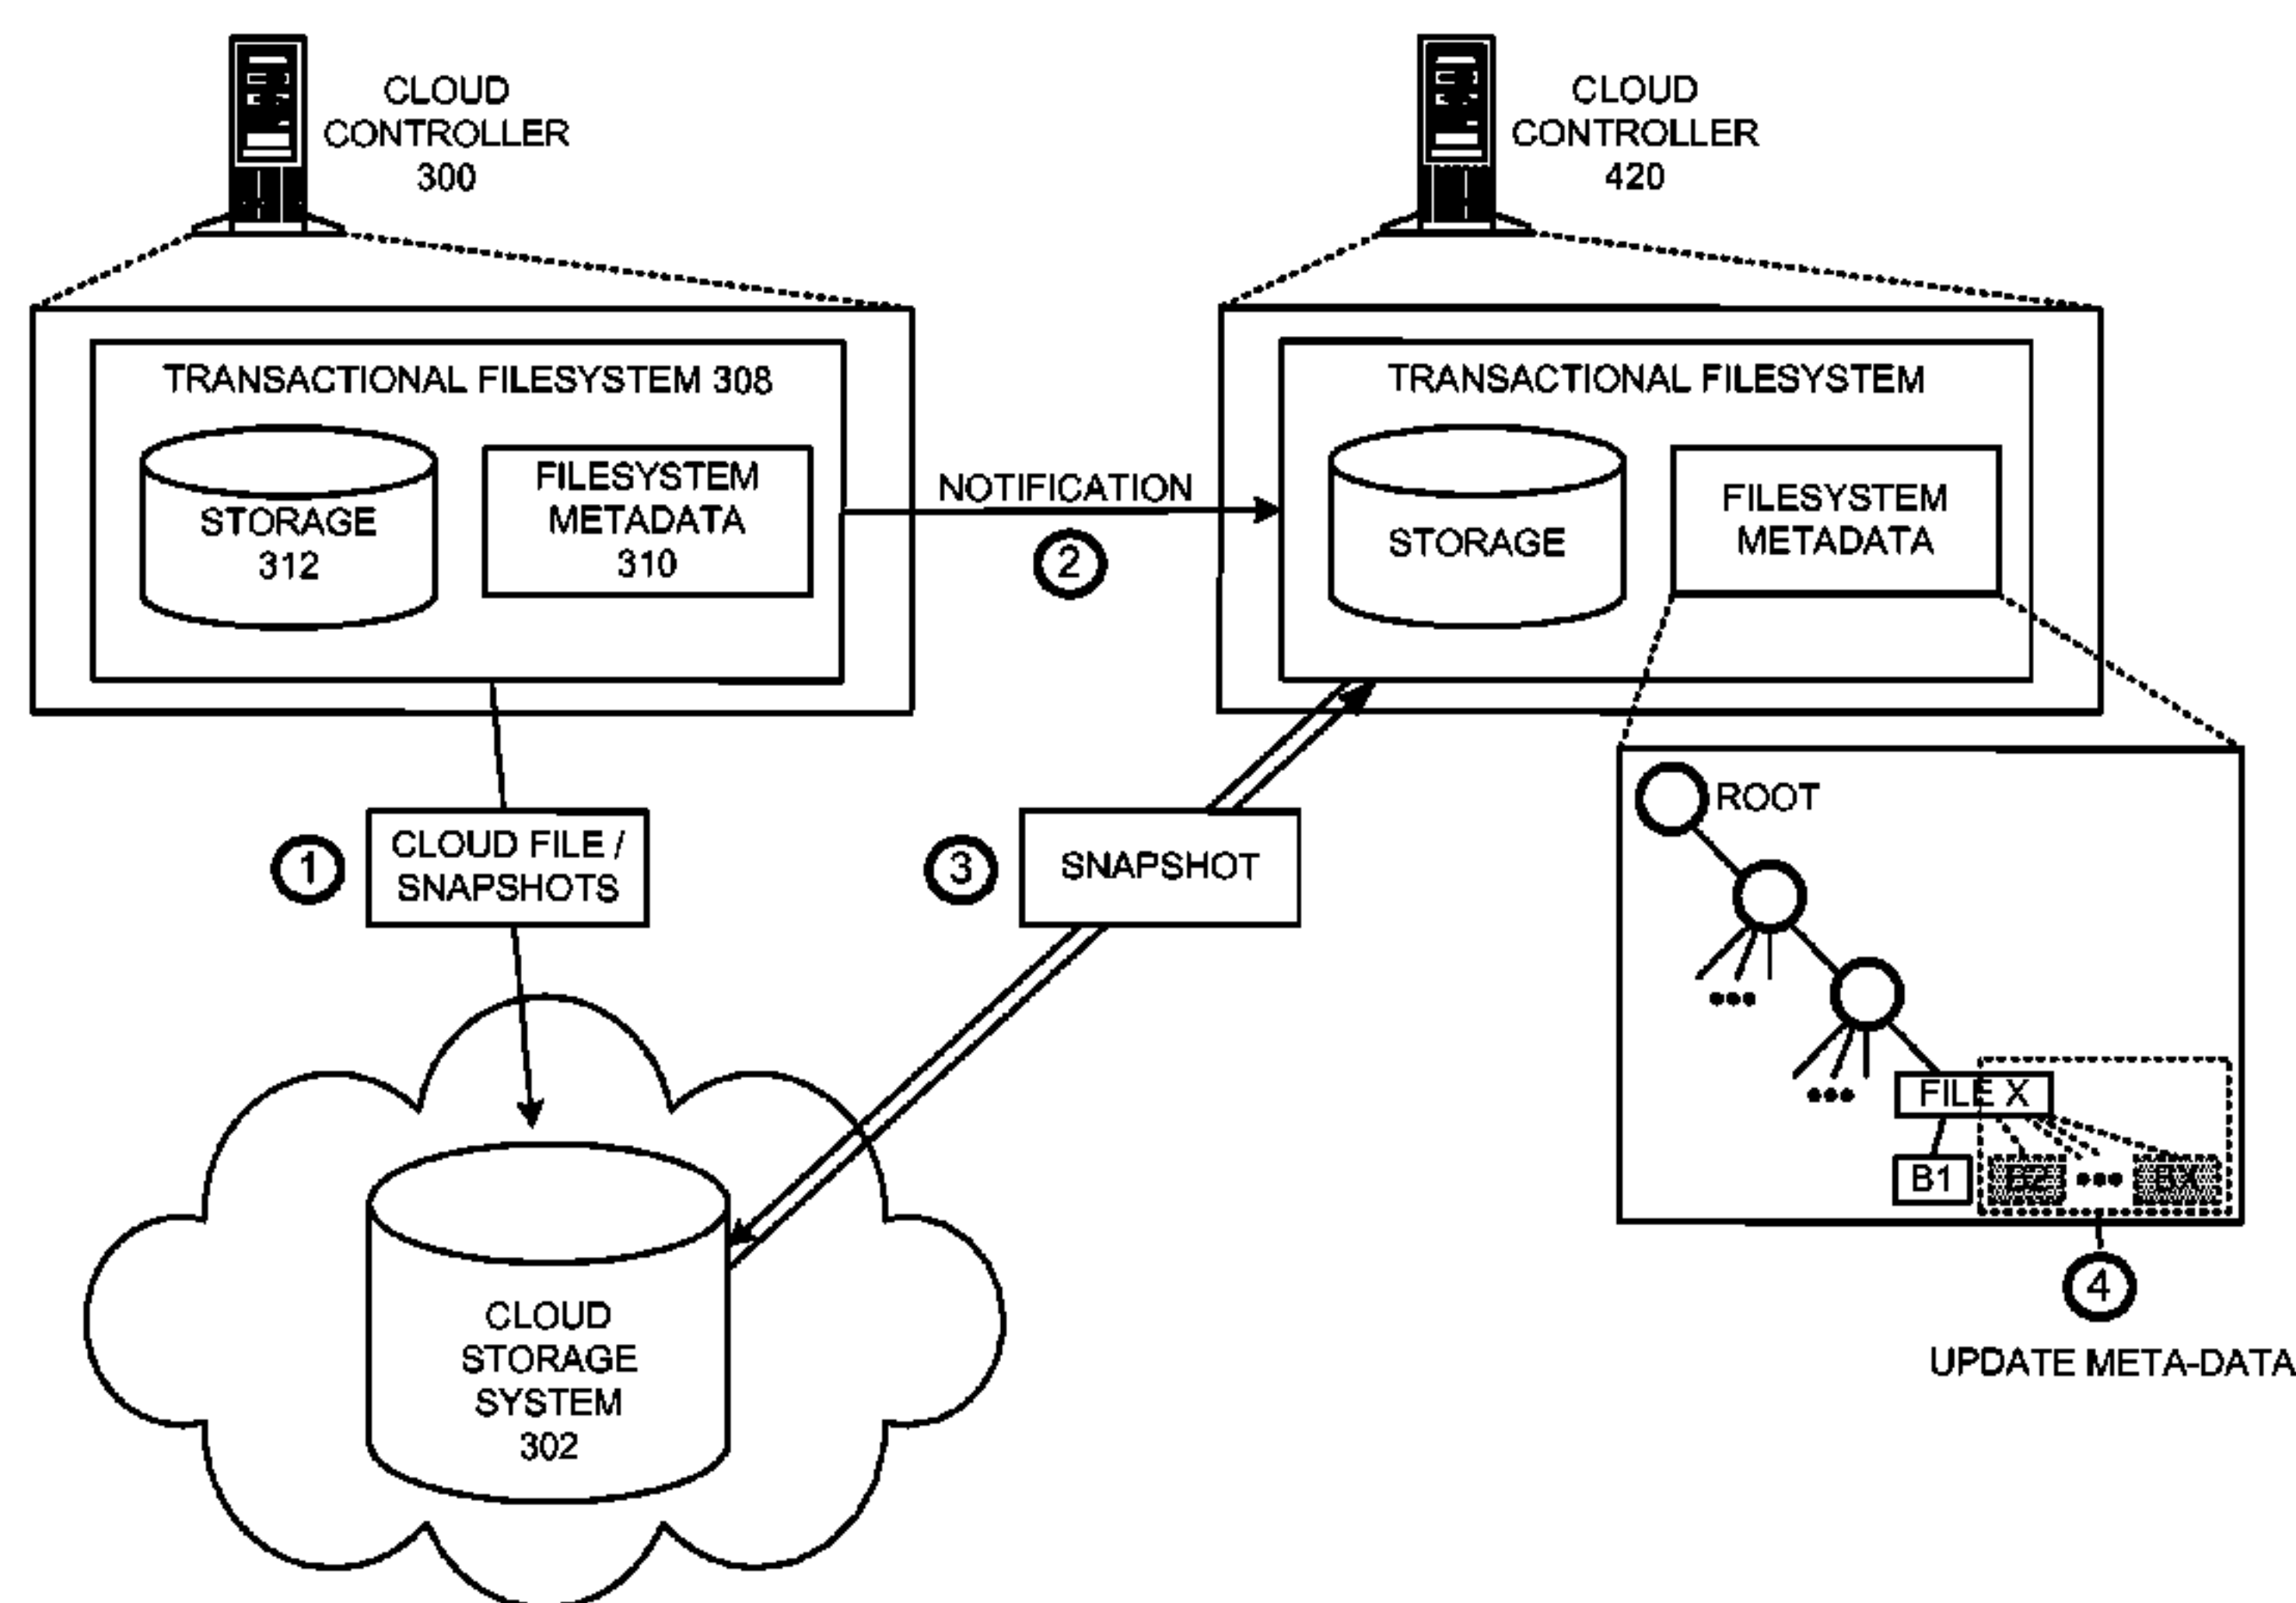 CLOUD
CONTROLLER
300
CLOUD
CONTROLLER
420
TRANSACTIONAL FILESYSTEM 308
STORAGE
312
FILESYSTEM
METADATA
310
NOTIFICATION
2
TRANSACTIONAL FILESYSTEM
STORAGE
FILESYSTEM
METADATA
1
CLOUD FILE /
SNAPSHOTS
3
SNAPSHOT
ROOT
FILE X
B1
B2
•••
BX
4
UPDATE META-DATA
CLOUD
STORAGE
SYSTEM
302